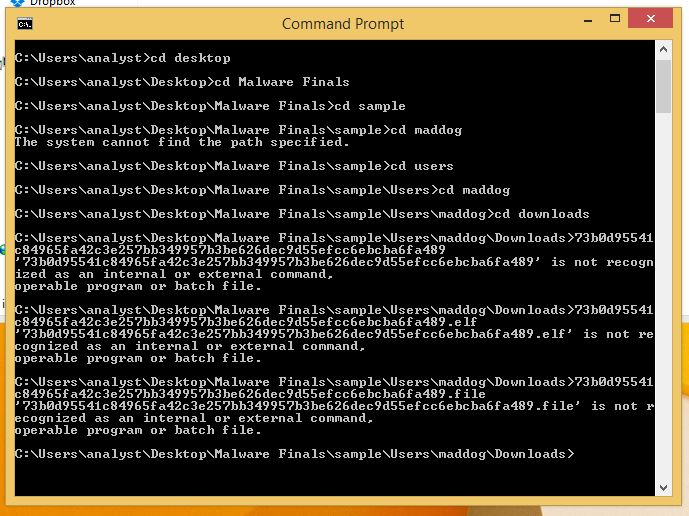 Dropbox
Command Prompt
C:\Users\analyst>cd desktop
C:\Users\analyst\Desktop>cd Malware Finals
C:\Users\analyst\Desktop\Malware Finals>cd sample
C:\Users\analyst\Desktop\Malware Finals\sample>cd maddog
The system cannot find the path specified.
C:\Users\analyst\Desktop\Malware Finals\sample>cd users
C:\Users\analyst\Desktop\Malware Finals\sample\Users>cd maddog
C:\Users\analyst\Desktop\Malware Finals\sample\Users\maddog>cd downloads
C:\Users\analyst\Desktop\Malware Finals\sample\Users\maddog\Downloads>73b0d95541
c84965fa42c3e257bb349957b3be626dec9d55efcc6ebcba6fa489
'73b0d95541c84965fa42c3e257bb349957b3be626dec9d55efcc6ebcba6fa489' is not recogn
ized as an internal or external command,
operable program or batch file.
C:\Users\analyst\Desktop\Malware Finals\sample\Users\maddog\Downloads>73b0d95541
c84965fa42c3e257bb349957b3be626dec9d55efcc6ebcba6fa489.elf
'73b0d95541c84965fa42c3e257bb349957b3be626dec9d55efcc6ebcba6fa489.elf' is not re
cognized as an internal or external command,
operable program or batch file.
C:\Users\analyst\Desktop\Malware Finals\sample\Users\maddog\Downloads>73b0d95541
c84965fa42c3e257bb349957b3be626dec9d55efcc6ebcba6fa489.file
'73b0d95541c84965fa42c3e257bb349957b3be626dec9d55efcc6ebcba6fa489.file' is not r
ecognized as an internal or external command,
operable program or batch file.
C:\Users\analyst\Desktop\Malware Finals\sample\Users\maddog\Downloads>